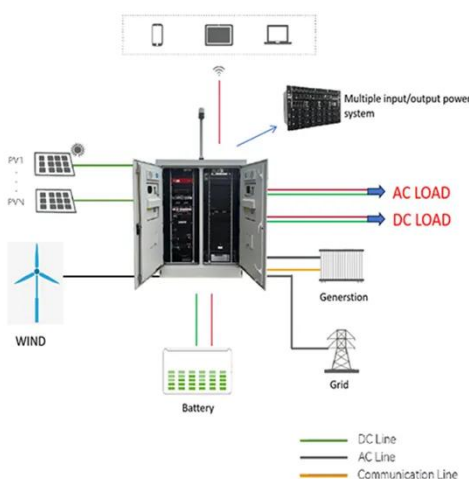 Multiple input/output power
system
PV1
PVN
AC LOAD
DC LOAD
WIND
Generstion
Grid
Battery
DC Line
AC Line
Communication Line